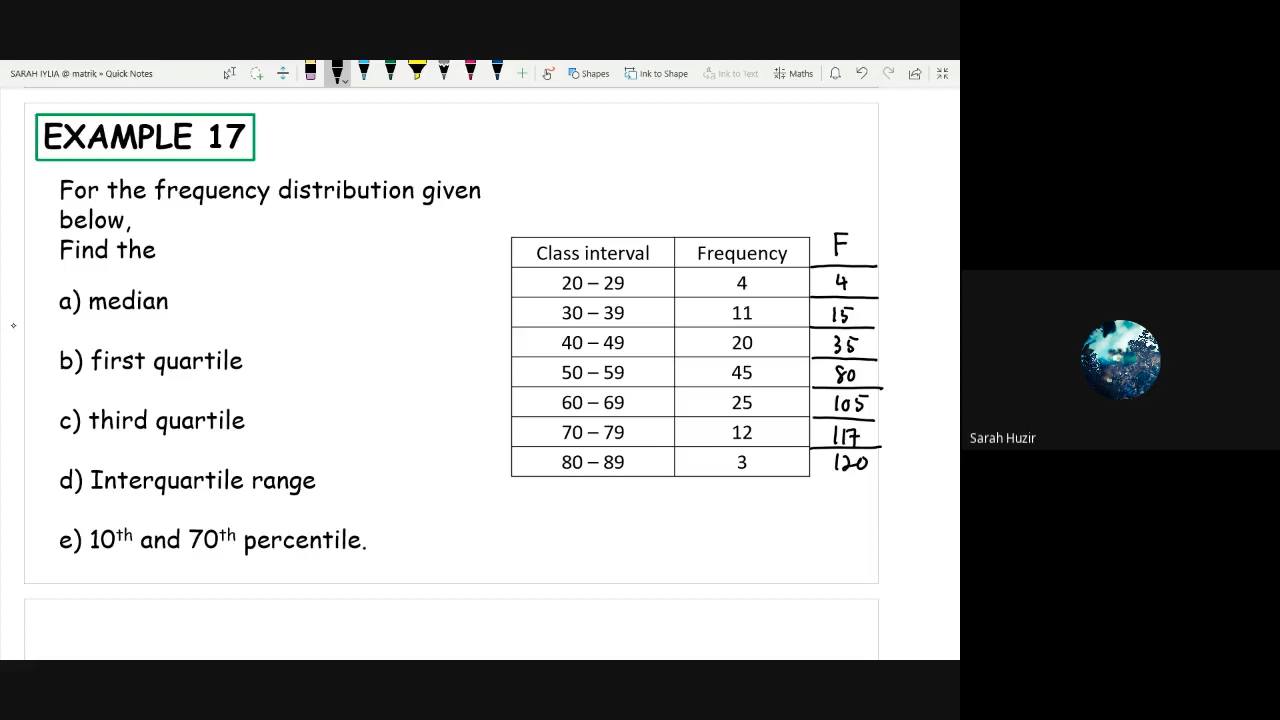 SARAH IYLIA @ matrik » Quick Notes
Shapes Ink to Shape Ink to Text Maths
EXAMPLE 17
For the frequency distribution given
below,
Find the
a) median
b) first quartile
c) third quartile
d) Interquartile range
e) 10th and 70th percentile.
Class interval Frequency F
20 – 29 4 4
30 – 39 11 15
40 – 49 20 35
50 – 59 45 80
60 – 69 25 105
70 – 79 12 117
80 – 89 3 120
Sarah Huzir